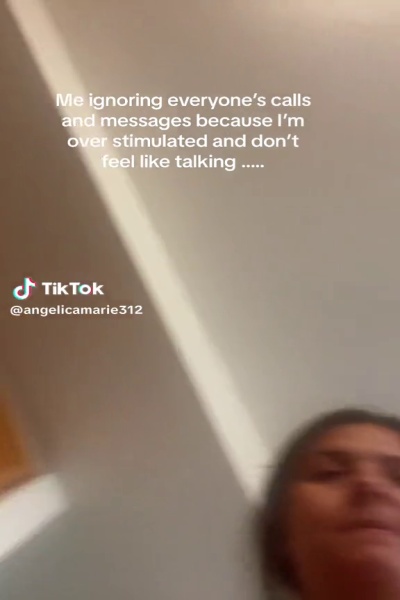 Me ignoring everyone's calls
and messages because I'm
over stimulated and don't
feel like talking .....
TikTok
@angelicamarie312